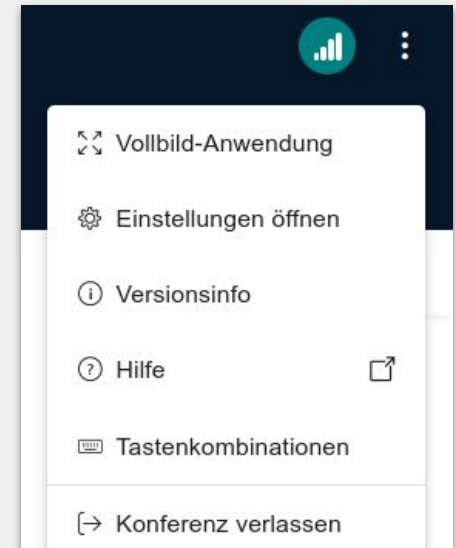 Vollbild-Anwendung
Einstellungen öffnen
Versionsinfo
Hilfe
Tastenkombinationen
Konferenz verlassen